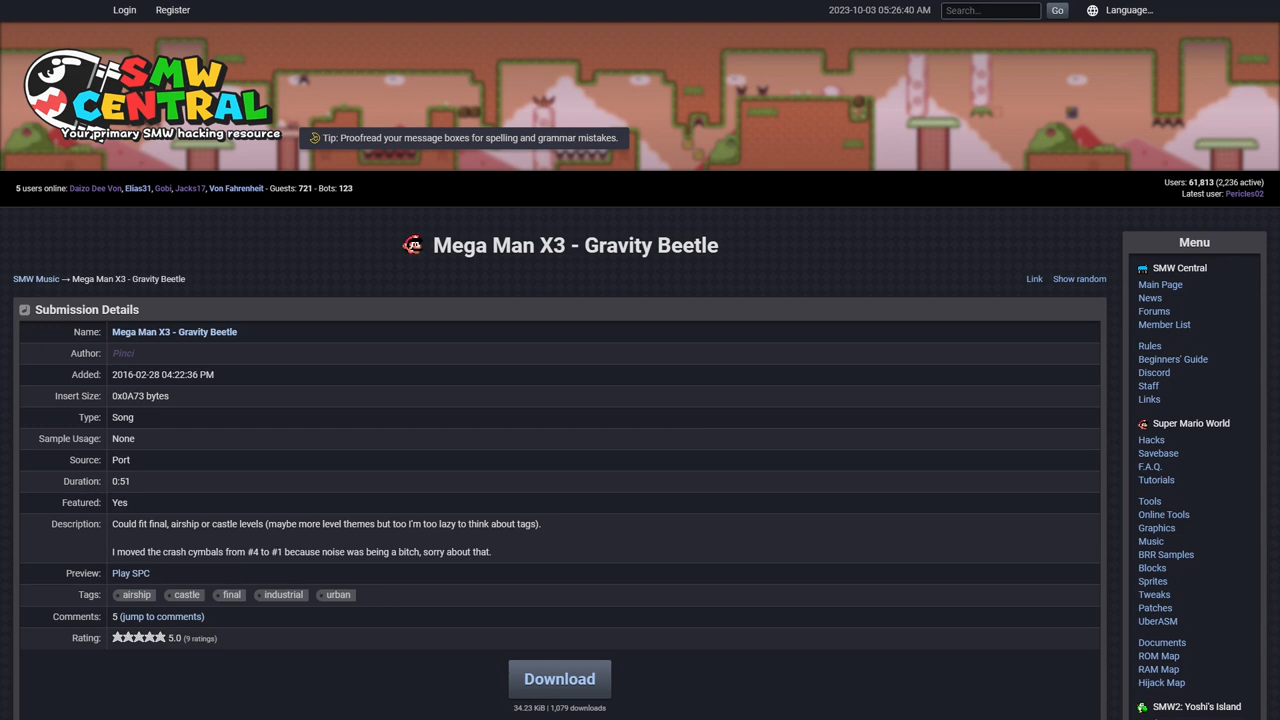 Login
Register
2023-10-03 05:26:40 AM
Search...
Go
Language...
SMW
CENTRAL
Your primary SMW hacking resource
Tip: Proofread your message boxes for spelling and grammar mistakes.
5 users online: Daizo Dee Von, Elias31, Gobi, Jacks17, Von Fahrenheit - Guests: 721 - Bots: 123
Users: 61,813 (2,236 active)
Latest user: Pericles02
Mega Man X3 - Gravity Beetle
SMW Music → Mega Man X3 - Gravity Beetle
Link
Show random
Submission Details
Name: Mega Man X3 - Gravity Beetle
Author: Pinci
Added: 2016-02-28 04:22:36 PM
Insert Size: 0x0A73 bytes
Type: Song
Sample Usage: None
Source: Port
Duration: 0:51
Featured: Yes
Description: Could fit final, airship or castle levels (maybe more level themes but too I'm too lazy to think about tags).
I moved the crash cymbals from #4 to #1 because noise was being a bitch, sorry about that.
Preview: Play SPC
Tags: airship castle final industrial urban
Comments: 5 (jump to comments)
Rating: 5.0 (9 ratings)
Download
34.23 KiB | 1,079 downloads
Menu
SMW Central
Main Page
News
Forums
Member List
Rules
Beginners' Guide
Discord
Staff
Links
Super Mario World
Hacks
Savebase
F.A.Q.
Tutorials
Tools
Online Tools
Graphics
Music
BRR Samples
Blocks
Sprites
Tweaks
Patches
UberASM
Documents
ROM Map
RAM Map
Hijack Map
SMW2: Yoshi's Island